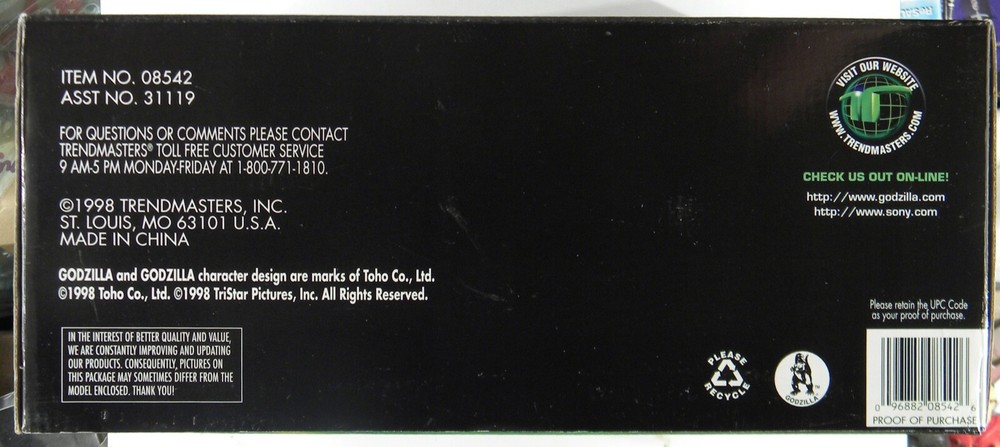 ITEM NO. 08542
ASST NO. 31119
FOR QUESTIONS OR COMMENTS PLEASE CONTACT
TRENDMASTERS® TOLL FREE CUSTOMER SERVICE
9 AM-5 PM MONDAY-FRIDAY AT 1-800-771-1810.
©1998 TRENDMASTERS, INC.
ST. LOUIS, MO 63101 U.S.A.
MADE IN CHINA
GODZILLA and GODZILLA character design are marks of Toho Co., Ltd.
©1998 Toho Co., Ltd. ©1998 TriStar Pictures, Inc. All Rights Reserved.
IN THE INTEREST OF BETTER QUALITY AND VALUE,
WE ARE CONSTANTLY IMPROVING AND UPDATING
OUR PRODUCTS. CONSEQUENTLY, PICTURES ON
THIS PACKAGE MAY SOMETIMES DIFFER FROM THE
MODEL ENCLOSED. THANK YOU!
VISIT OUR WEBSITE
WWW.TRENDMASTERS.COM
CHECK US OUT ON-LINE!
http://www.godzilla.com
http://www.sony.com
PLEASE
RECYCLE
GODZILLA™
Please retain the UPC Code
as your proof of purchase.
0 96882 08542 6
PROOF OF PURCHASE